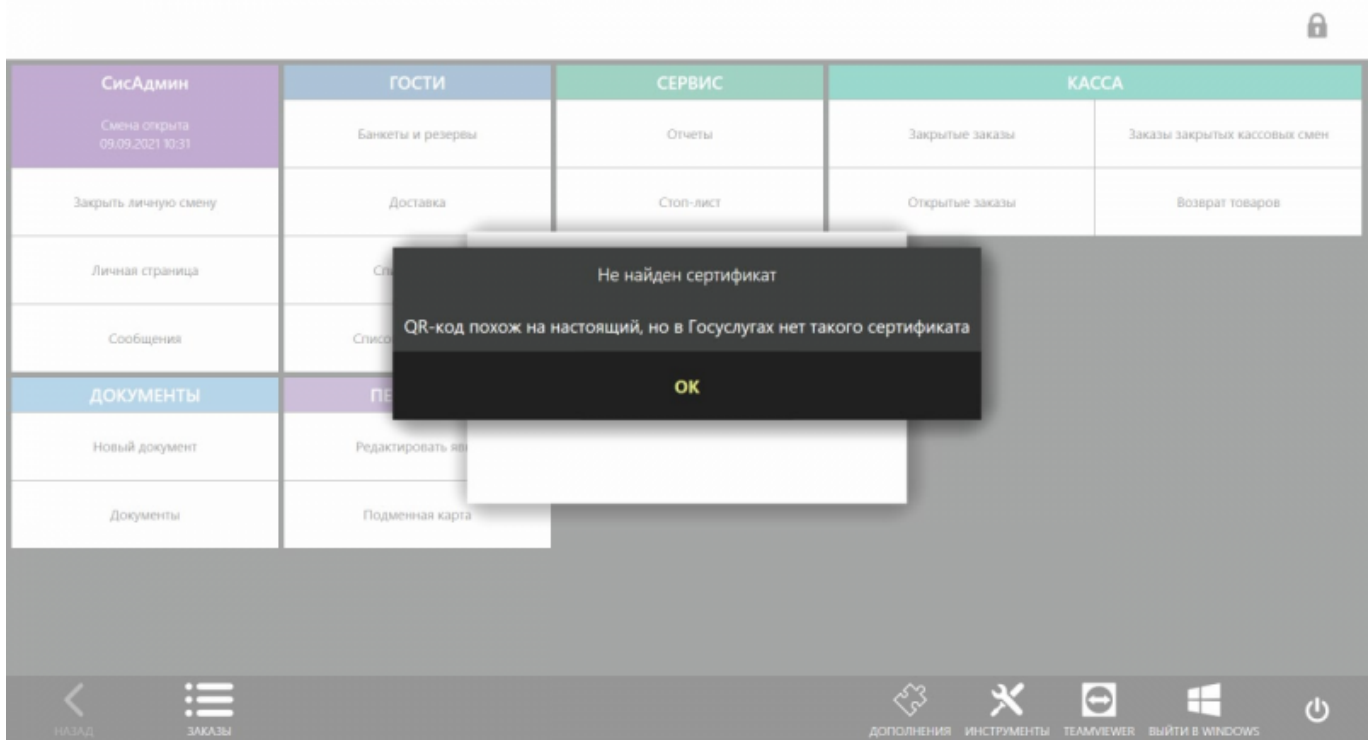 СисАдмин
Смена открыта
09.09.2021 10:31
Закрыть личную смену
Личная страница
Сообщения
ГОСТИ
Банкеты и резервы
Доставка
СЕРВИС
Отчеты
Стоп-лист
КАССА
Закрытые заказы
Заказы закрытых кассовых смен
Открытые заказы
Возврат товаров
Не найден сертификат
QR-код похож на настоящий, но в Госуслугах нет такого сертификата
OK
ДОКУМЕНТЫ
Новый документ
Документы
Редактировать
Подменная карта
НАЗАД
ЗАКАЗЫ
ДОПОЛНЕНИЯ
ИНСТРУМЕНТЫ
TEAMVIEWER
ВЫЙТИ В WINDOWS